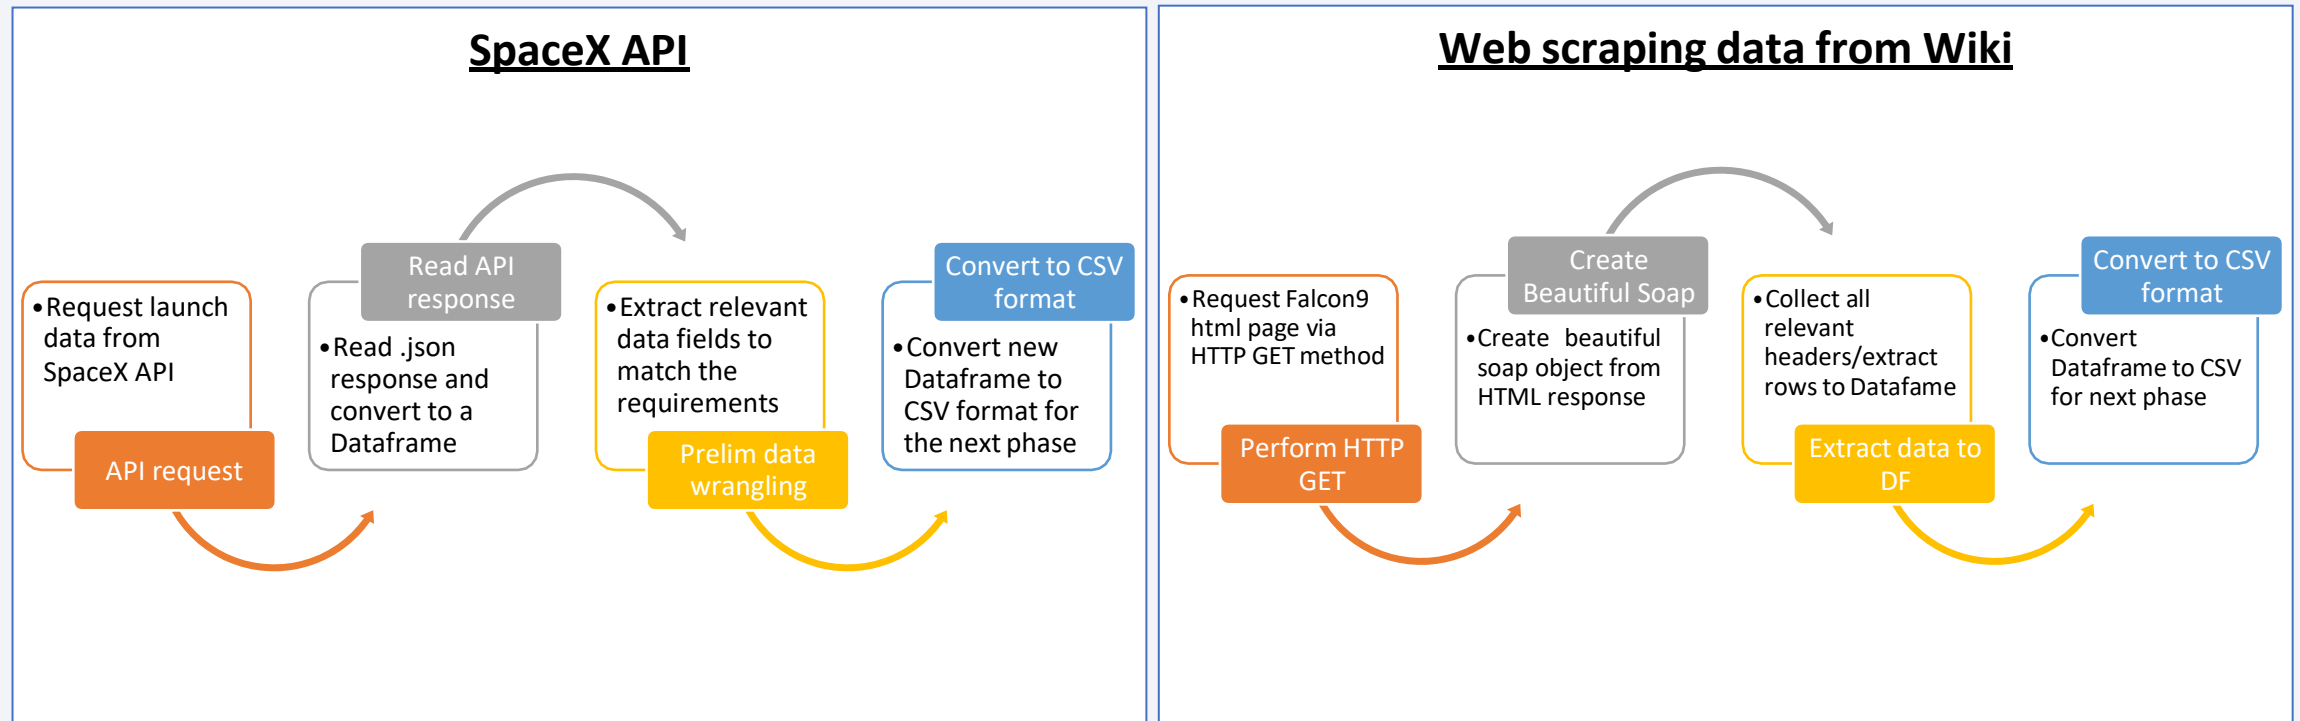 SpaceX API
•Request launch
data from
SpaceX API
API request
Read API
response
•Read .json
response and
convert to a
Dataframe
•Extract relevant
data fields to
match the
requirements
Prelim data
wrangling
Convert to CSV
format
•Convert new
Dataframe to
CSV format for
the next phase
Web scraping data from Wiki
•Request Falcon9
html page via
HTTP GET method
Perform HTTP
GET
Create
Beautiful Soap
•Create beautiful
soap object from
HTML response
•Collect all
relevant
headers/extract
rows to Datafame
Extract data to
DF
Convert to CSV
format
•Convert
Dataframe to CSV
for next phase